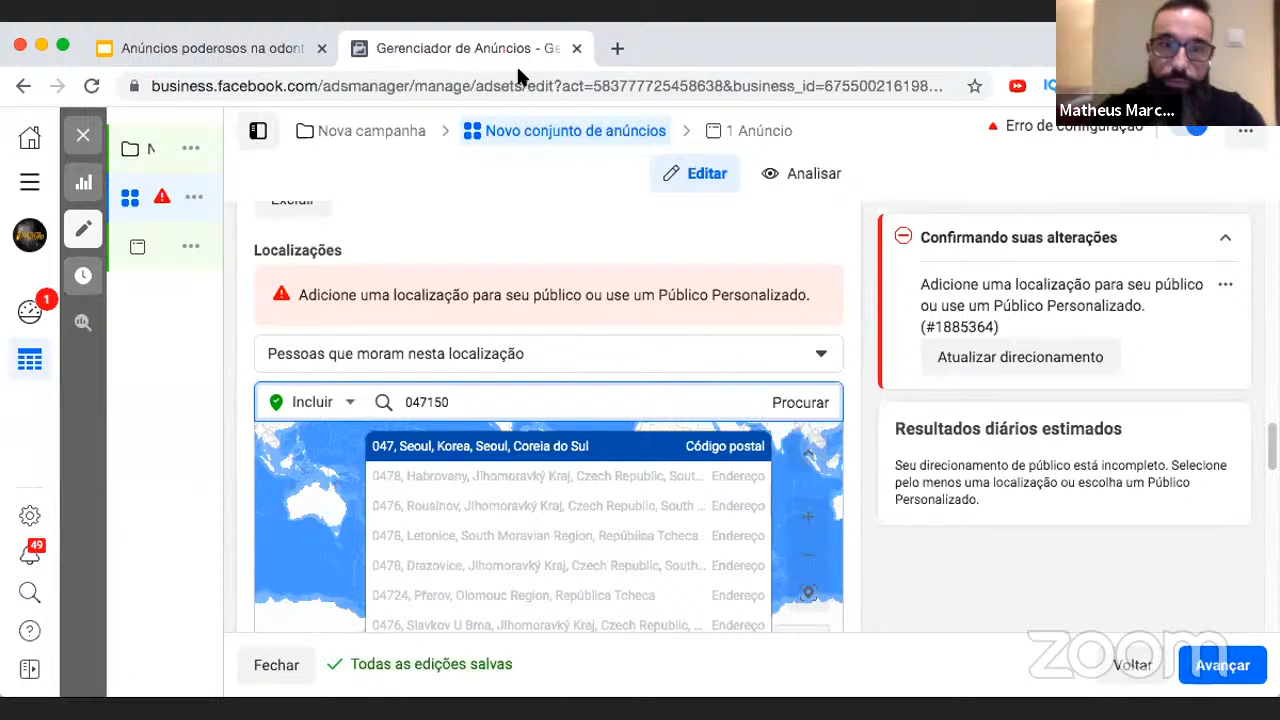 Anúncios poderosos na odont
Gerenciador de Anúncios - Ge
business.facebook.com/adsmanager/manage/adsets/edit?act=583777725458638&business_id=675500216198...
Matheus Marc...
Nova campanha
Novo conjunto de anúncios
1 Anúncio
Erro de configuração
Editar
Analisar
N
Excluir
Localizações
Adicione uma localização para seu público ou use um Público Personalizado.
Pessoas que moram nesta localização
Incluir
047150
Procurar
047, Seoul, Korea, Seoul, Coreia do Sul Código postal
0478, Habrovany, Jihomoravký Kraj, Czech Republic, Sout... Endereço
0476, Rousínov, Jihomoravký Kraj, Czech Republic, South ... Endereço
0478, Letonice, South Moravian Region, República Tcheca Endereço
0478, Drazovice, Jihomoravký Kraj, Czech Republic, South... Endereço
04724, Přerov, Olomouc Region, República Tcheca Endereço
0476, Slavkov U Brna, Jihomoravký Kraj, Czech Republic, ... Endereço
Confirmando suas alterações
Adicione uma localização para seu público
ou use um Público Personalizado.
(#1885364)
Atualizar direcionamento
Resultados diários estimados
Seu direcionamento de público está incompleto. Selecione
pelo menos uma localização ou escolha um Público
Personalizado.
1
49
Fechar
Todas as edições salvas
Voltar
Avançar
zoom